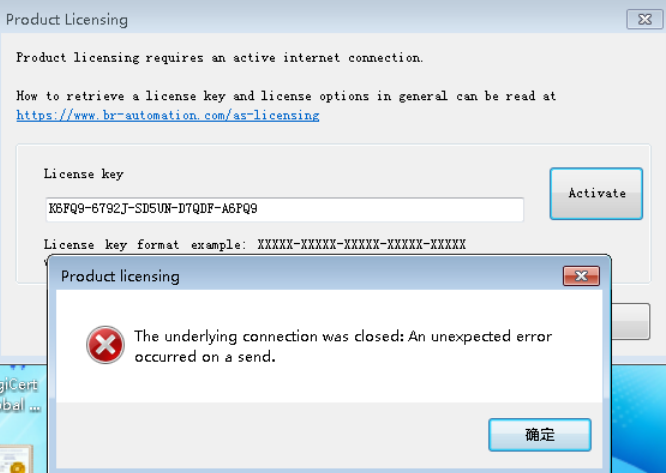 Product Licensing
Product licensing requires an active internet connection.
How to retrieve a license key and license options in general can be read at
https://www.br-automation.com/as-licensing
License key
Activate
K6FQ9-6792J-SD5UN-D7QDF-A6PQ9
License key format example: XXXXX-XXXXX-XXXXX-XXXXX-XXXXX
Product licensing
The underlying connection was closed: An unexpected error
occurred on a send.
确定
giCert
bal ...